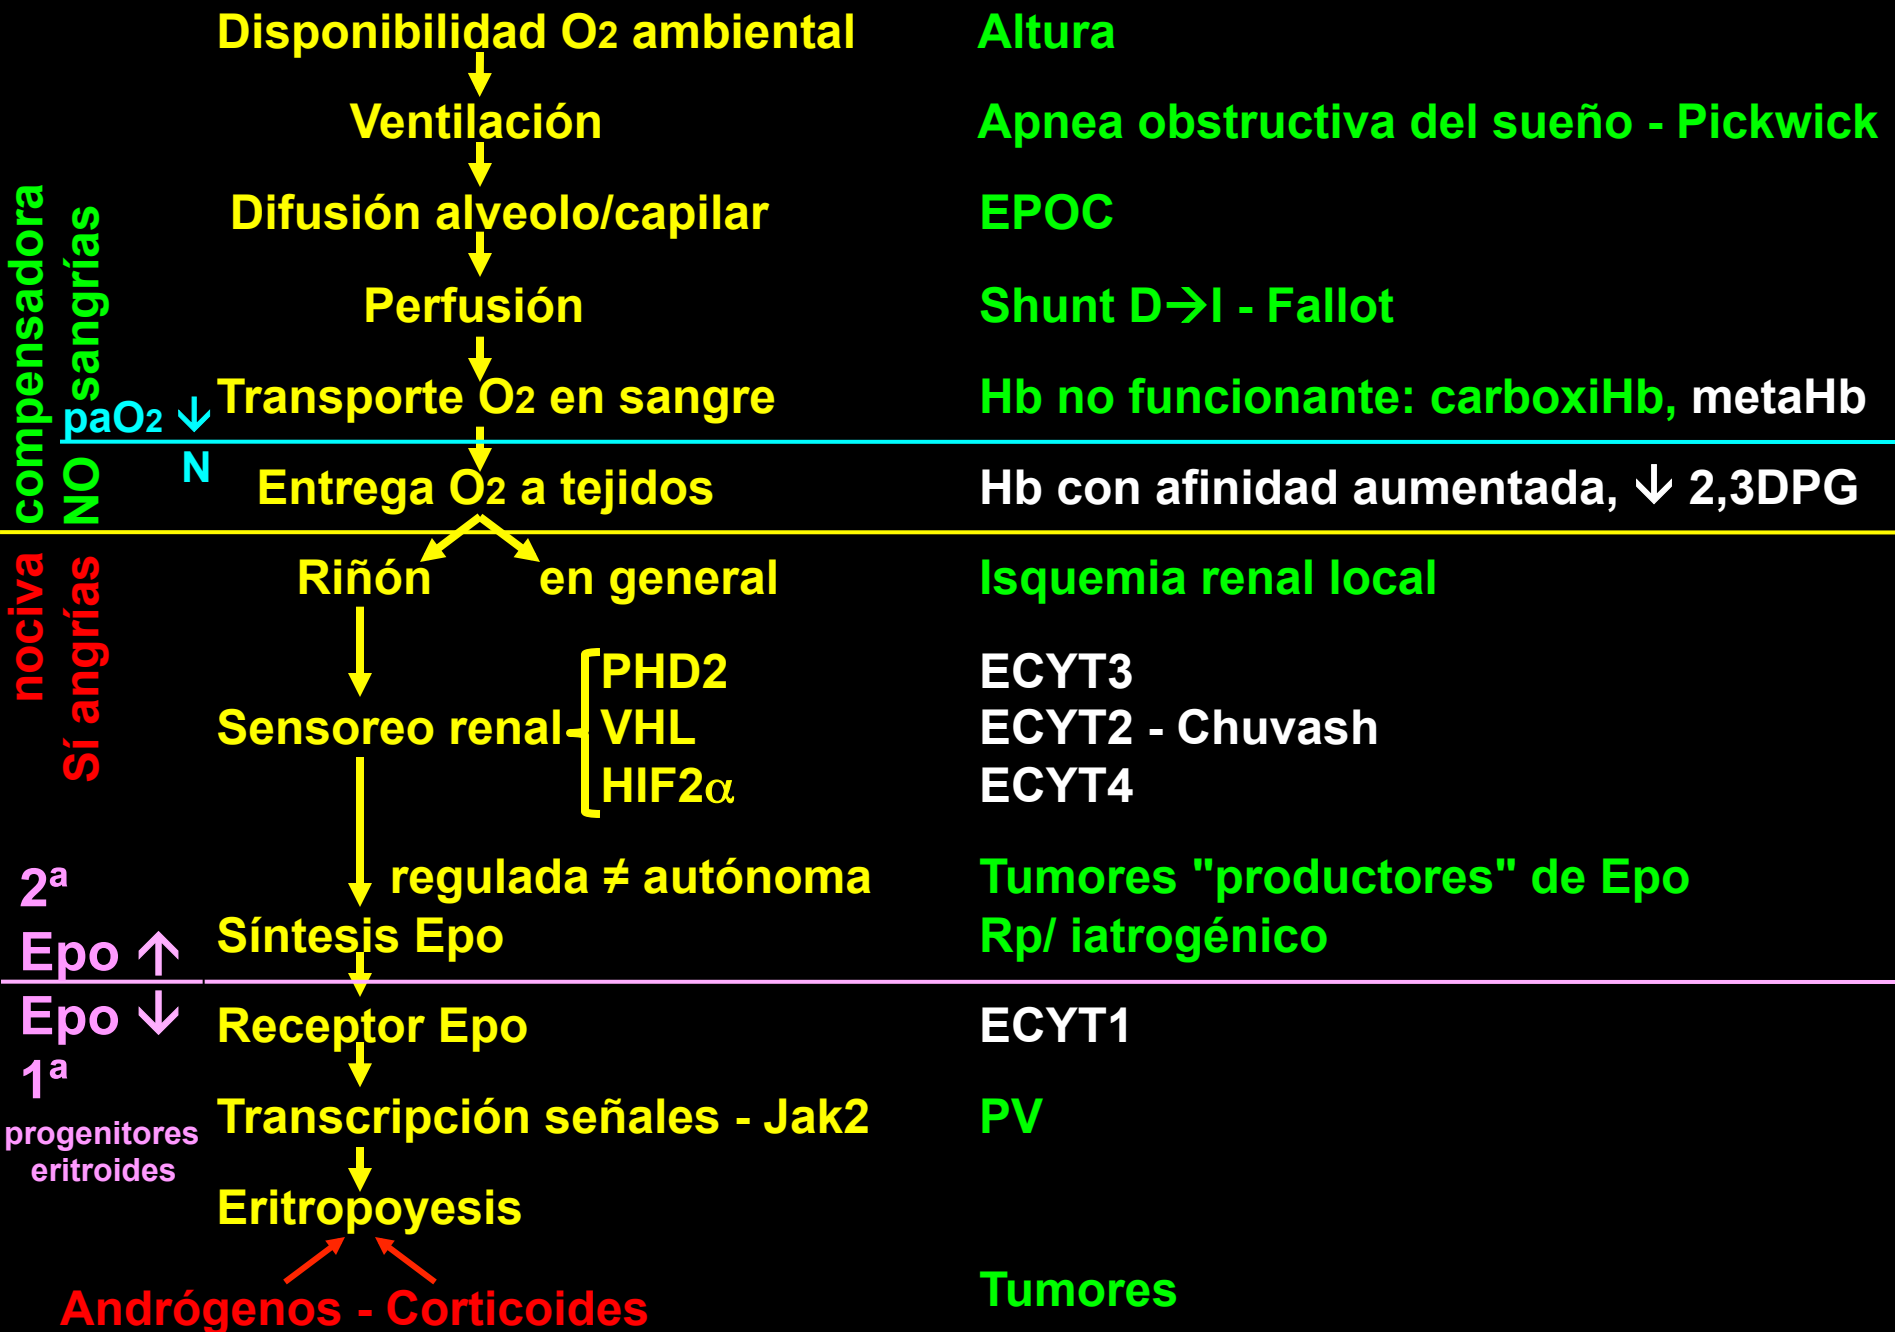 Disponibilidad O2 ambiental
Altura
Ventilación
Apnea obstructiva del sueño - Pickwick
Difusión alveolo/capilar
EPOC
Perfusión
Shunt D→I - Fallot
Transporte O2 en sangre
Hb no funcionante: carboxiHb, metaHb
compensadora
NO sangrías
paO2 ↓
N
Entrega O2 a tejidos
Hb con afinidad aumentada, ↓ 2,3DPG
nociva
Sí angrías
Riñón
en general
Isquemia renal local
PHD2
ECYT3
Sensoreo renal
VHL
ECYT2 - Chuvash
HIF2α
ECYT4
regulada ≠ autónoma
Tumores "productores" de Epo
2ª
Epo ↑
Síntesis Epo
Rp/ iatrogénico
Epo ↓
1ª
progenitores
eritroides
Receptor Epo
ECYT1
Transcripción señales - Jak2
PV
Eritropoyesis
Andrógenos - Corticoides
Tumores